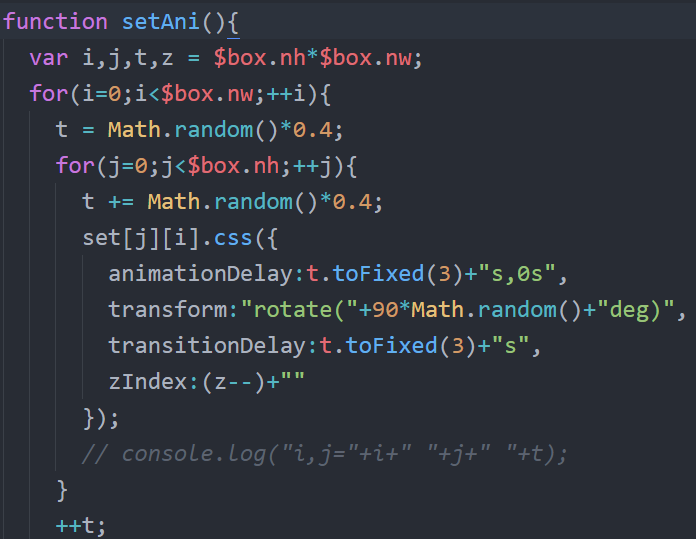 function setAni(){
var i,j,t,z = $box.nh*$box.nw;
for(i=0;i<$box.nw;++i){
t = Math.random()*0.4;
for(j=0;j<$box.nh;++j){
t += Math.random()*0.4;
set[j][i].css({
animationDelay:t.toFixed(3)+"s,0s",
transform:"rotate("+90*Math.random()+"deg)",
transitionDelay:t.toFixed(3)+"s",
zIndex:(z--)+""
});
// console.log("i,j="+i+" "+j+" "+t);
}
++t;